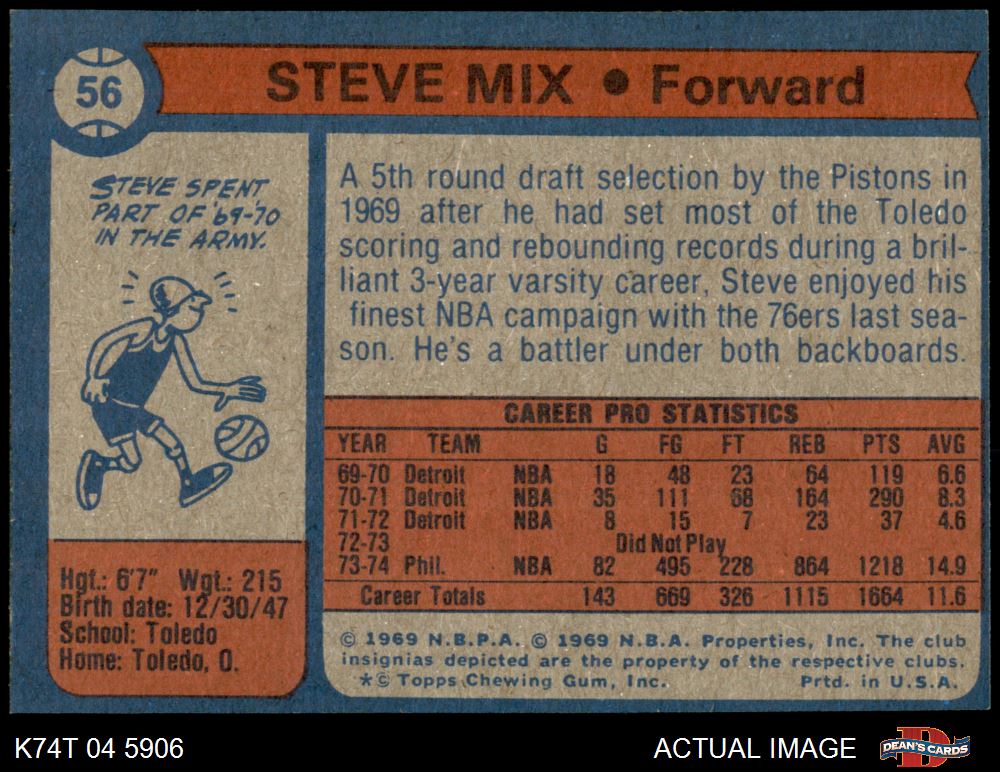 56
STEVE MIX • Forward
STEVE SPENT
PART OF '69-'70
IN THE ARMY.
A 5th round draft selection by the Pistons in
1969 after he had set most of the Toledo
scoring and rebounding records during a bril-
liant 3-year varsity career, Steve enjoyed his
finest NBA campaign with the 76ers last sea-
son. He's a battler under both backboards.
CAREER PRO STATISTICS
YEAR TEAM G FG FT REB PTS AVG
69-70 Detroit NBA 18 48 23 64 119 6.6
70-71 Detroit NBA 35 111 68 164 290 8.3
71-72 Detroit NBA 8 15 7 23 37 4.6
72-73 Did Not Play
73-74 Phil. NBA 82 495 228 864 1218 14.9
Career Totals 143 669 326 1115 1664 11.6
Hgt.: 6'7" Wgt.: 215
Birth date: 12/30/47
School: Toledo
Home: Toledo, O.
© 1969 N.B.P.A. © 1969 N.B.A. Properties, Inc. The club
insignias depicted are the property of the respective clubs.
*© Topps Chewing Gum, Inc. Prtd. in U.S.A.
K74T 04 5906
ACTUAL IMAGE
D
DEAN'S CARDS